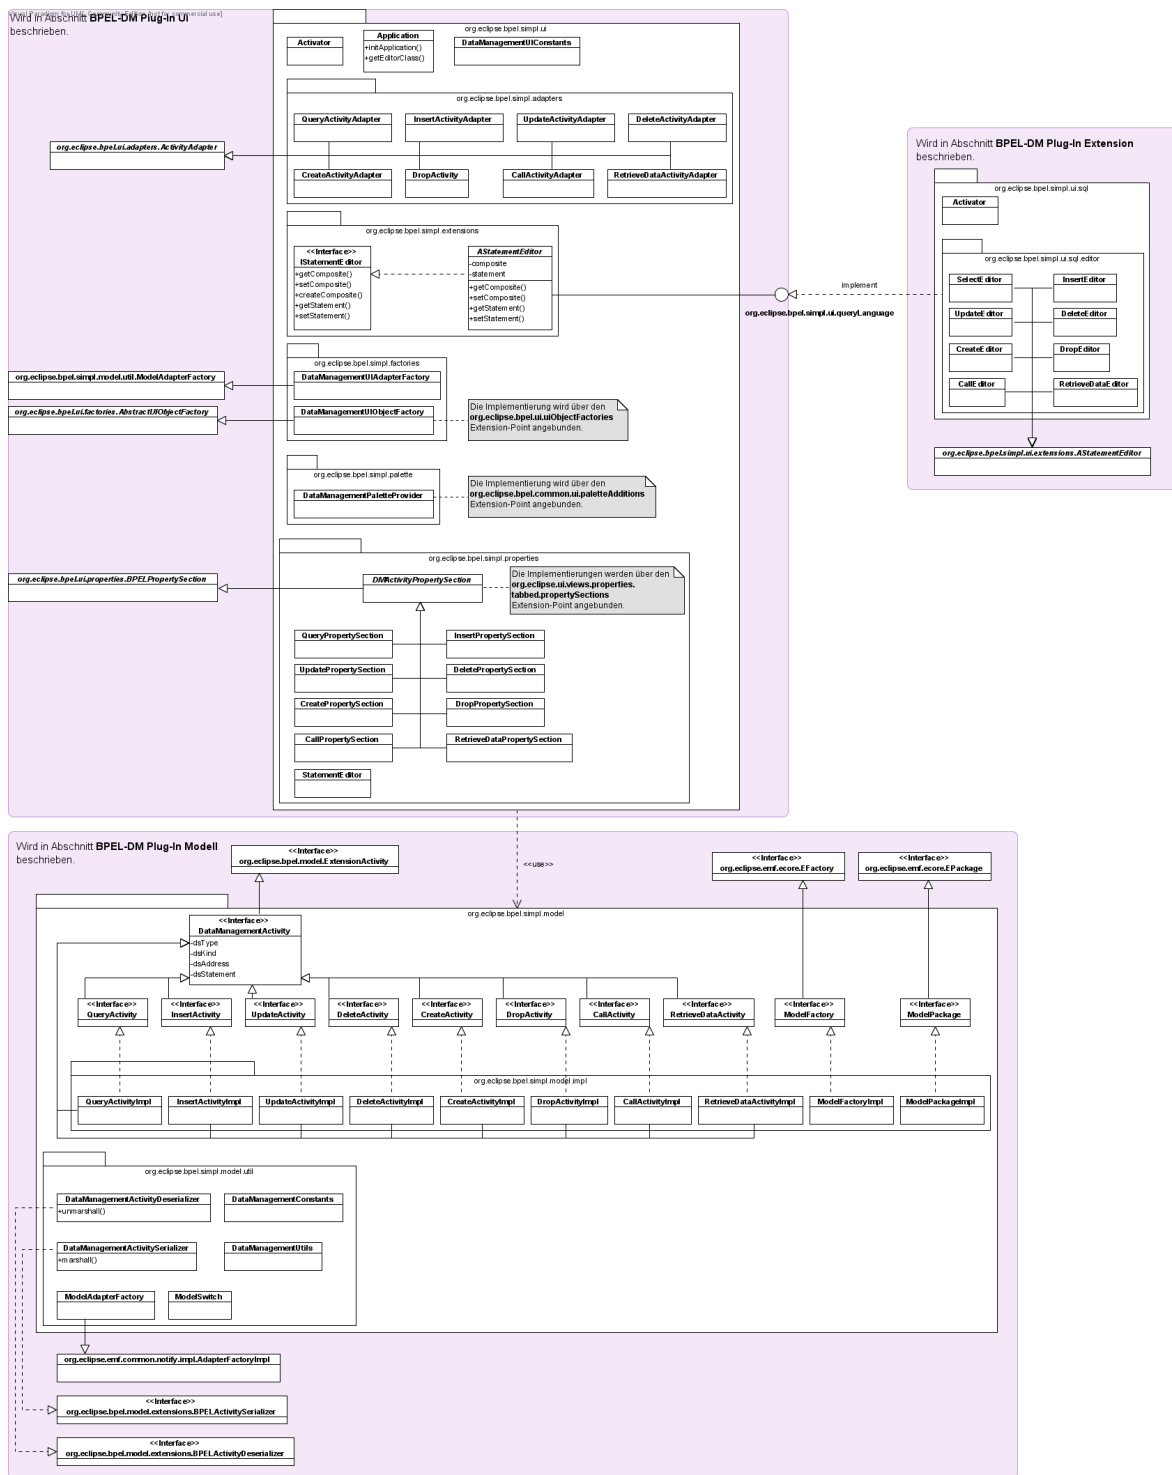 Visual Paradigm for UML Community Edition [not for commercial use]
Wird in Abschnitt BPEL-DM Plug-In UI
beschrieben.
org.eclipse.bpel.simpl.ui
Activator
Application
+initApplication()
+getEditorClass()
DataManagementUIConstants
org.eclipse.bpel.simpl.adapters
QueryActivityAdapter
InsertActivityAdapter
UpdateActivityAdapter
DeleteActivityAdapter
org.eclipse.bpel.ui.adapters.ActivityAdapter
CreateActivityAdapter
DropActivity
CallActivityAdapter
RetrieveDataActivityAdapter
org.eclipse.bpel.simpl.extensions
<<Interface>>
IStatementEditor
+getComposite()
+setComposite()
+createComposite()
+getStatement()
+setStatement()
AStatementEditor
-composite
-statement
+getComposite()
+setComposite()
+getStatement()
+setStatement()
org.eclipse.bpel.simpl.ui.queryLanguage
implement
Wird in Abschnitt BPEL-DM Plug-In Extension
beschrieben.
org.eclipse.bpel.simpl.ui.sql
Activator
org.eclipse.bpel.simpl.ui.sql.editor
SelectEditor
InsertEditor
UpdateEditor
DeleteEditor
CreateEditor
DropEditor
CallEditor
RetrieveDataEditor
org.eclipse.bpel.simpl.ui.extensions.AStatementEditor
org.eclipse.bpel.simpl.factories
org.eclipse.bpel.simpl.model.util.ModelAdapterFactory
DataManagementUIAdapterFactory
org.eclipse.bpel.ui.factories.AbstractUIObjectFactory
DataManagementUIObjectFactory
Die Implementierung wird über den
org.eclipse.bpel.ui.uiObjectFactories
Extension-Point angebunden.
org.eclipse.bpel.simpl.palette
DataManagementPaletteProvider
Die Implementierung wird über den
org.eclipse.bpel.common.ui.paletteAdditions
Extension-Point angebunden.
org.eclipse.bpel.simpl.properties
org.eclipse.bpel.ui.properties.BPELPropertySection
DMActivityPropertySection
Die Implementierungen werden über den
org.eclipse.ui.views.properties.
tabbed.propertySections
Extension-Point angebunden.
QueryPropertySection
InsertPropertySection
UpdatePropertySection
DeletePropertySection
CreatePropertySection
DropPropertySection
CallPropertySection
RetrieveDataPropertySection
StatementEditor
<<use>>
Wird in Abschnitt BPEL-DM Plug-In Modell
beschrieben.
<<Interface>>
org.eclipse.bpel.model.ExtensionActivity
<<Interface>>
org.eclipse.emf.ecore.EFactory
<<Interface>>
org.eclipse.emf.ecore.EPackage
org.eclipse.bpel.simpl.model
<<Interface>>
DataManagementActivity
-dsType
-dsKind
-dsAddress
-dsStatement
<<Interface>>
QueryActivity
<<Interface>>
InsertActivity
<<Interface>>
UpdateActivity
<<Interface>>
DeleteActivity
<<Interface>>
CreateActivity
<<Interface>>
DropActivity
<<Interface>>
CallActivity
<<Interface>>
RetrieveDataActivity
<<Interface>>
ModelFactory
<<Interface>>
ModelPackage
org.eclipse.bpel.simpl.model.impl
QueryActivityImpl
InsertActivityImpl
UpdateActivityImpl
DeleteActivityImpl
CreateActivityImpl
DropActivityImpl
CallActivityImpl
RetrieveDataActivityImpl
ModelFactoryImpl
ModelPackageImpl
org.eclipse.bpel.simpl.model.util
DataManagementActivityDeserializer
+unmarshall()
DataManagementConstants
DataManagementActivitySerializer
+marshall()
DataManagementUtils
ModelAdapterFactory
ModelSwitch
org.eclipse.emf.common.notify.impl.AdapterFactoryImpl
<<Interface>>
org.eclipse.bpel.model.extensions.BPELActivitySerializer
<<Interface>>
org.eclipse.bpel.model.extensions.BPELActivityDeserializer